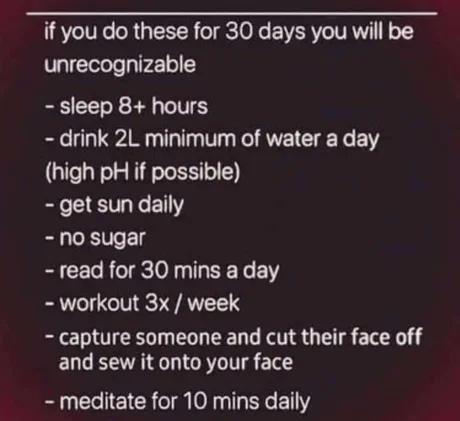 if you do these for 30 days you will be
unrecognizable
- sleep 8+ hours
- drink 2L minimum of water a day
(high pH if possible)
- get sun daily
- no sugar
- read for 30 mins a day
- workout 3x / week
- capture someone and cut their face off
and sew it onto your face
- meditate for 10 mins daily